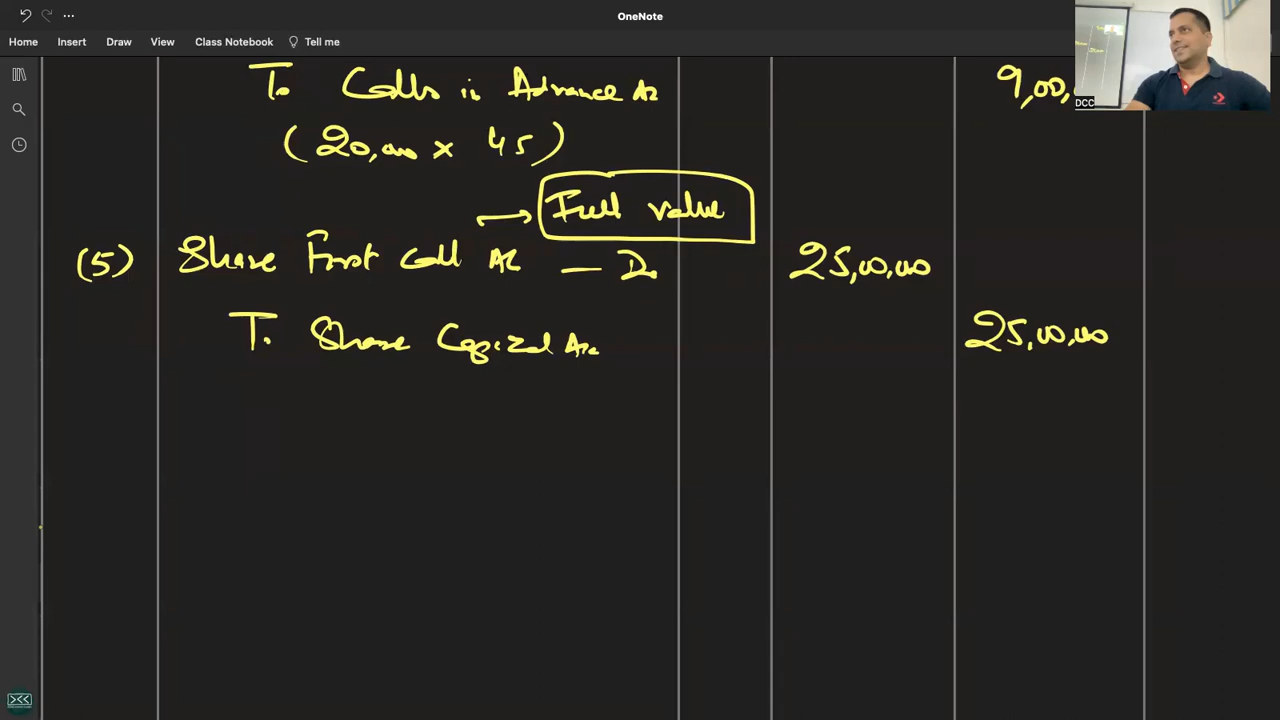 OneNote
Home Insert Draw View Class Notebook Tell me
To Calls in Advance A/c 9,00,
DCC
(20,000 x 45)
Full value
(5) Share First Call A/c — Dr 25,00,000
To Share Capital A/c 25,00,000
DCC